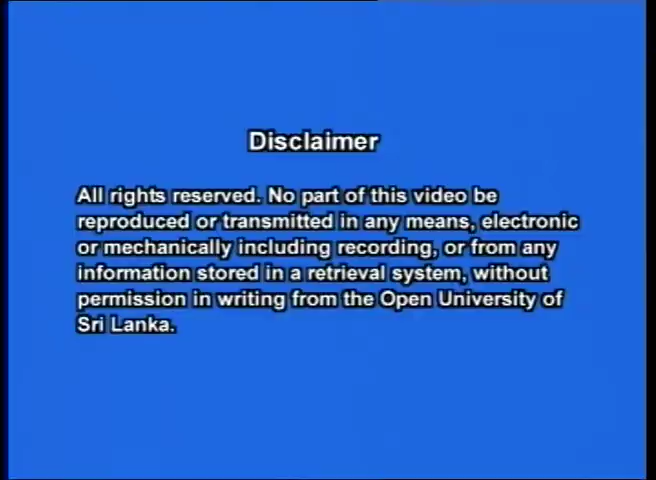 Disclaimer
All rights reserved. No part of this video be
reproduced or transmitted in any means, electronic
or mechanically including recording, or from any
information stored in a retrieval system, without
permission in writing from the Open University of
Sri Lanka.